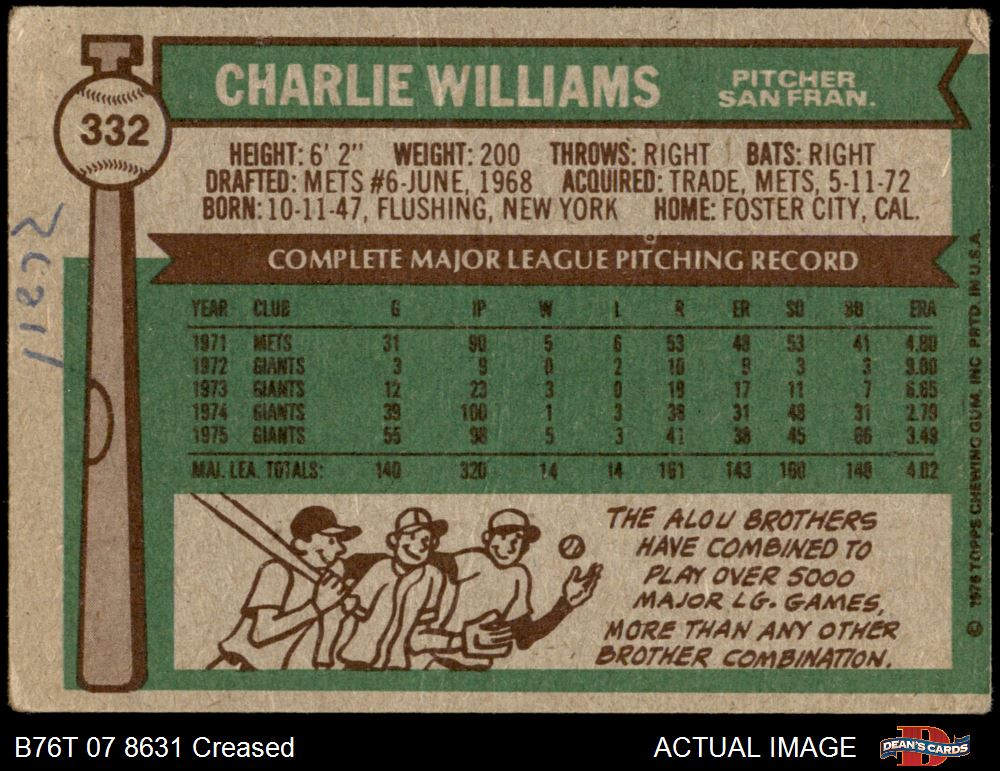 332
CHARLIE WILLIAMS
PITCHER
SAN FRAN.
HEIGHT: 6' 2" WEIGHT: 200 THROWS: RIGHT BATS: RIGHT
DRAFTED: METS #6-JUNE, 1968 ACQUIRED: TRADE, METS, 5-11-72
BORN: 10-11-47, FLUSHING, NEW YORK HOME: FOSTER CITY, CAL.
COMPLETE MAJOR LEAGUE PITCHING RECORD
YEAR CLUB G IP W L R ER SO BB ERA
1971 METS 31 90 5 6 53 48 53 41 4.80
1972 GIANTS 3 9 0 2 10 9 3 3 9.00
1973 GIANTS 12 23 3 0 19 17 11 7 6.65
1974 GIANTS 39 100 1 3 38 31 48 31 2.79
1975 GIANTS 55 98 5 3 41 38 45 66 3.49
MAJ. LEA. TOTALS: 140 320 14 14 161 143 160 148 4.02
THE ALOU BROTHERS
HAVE COMBINED TO
PLAY OVER 5000
MAJOR LG. GAMES,
MORE THAN ANY OTHER
BROTHER COMBINATION.
© 1976 TOPPS CHEWING GUM, INC. PRTD. IN U.S.A.
B76T 07 8631 Creased
ACTUAL IMAGE
D
DEAN'S CARDS